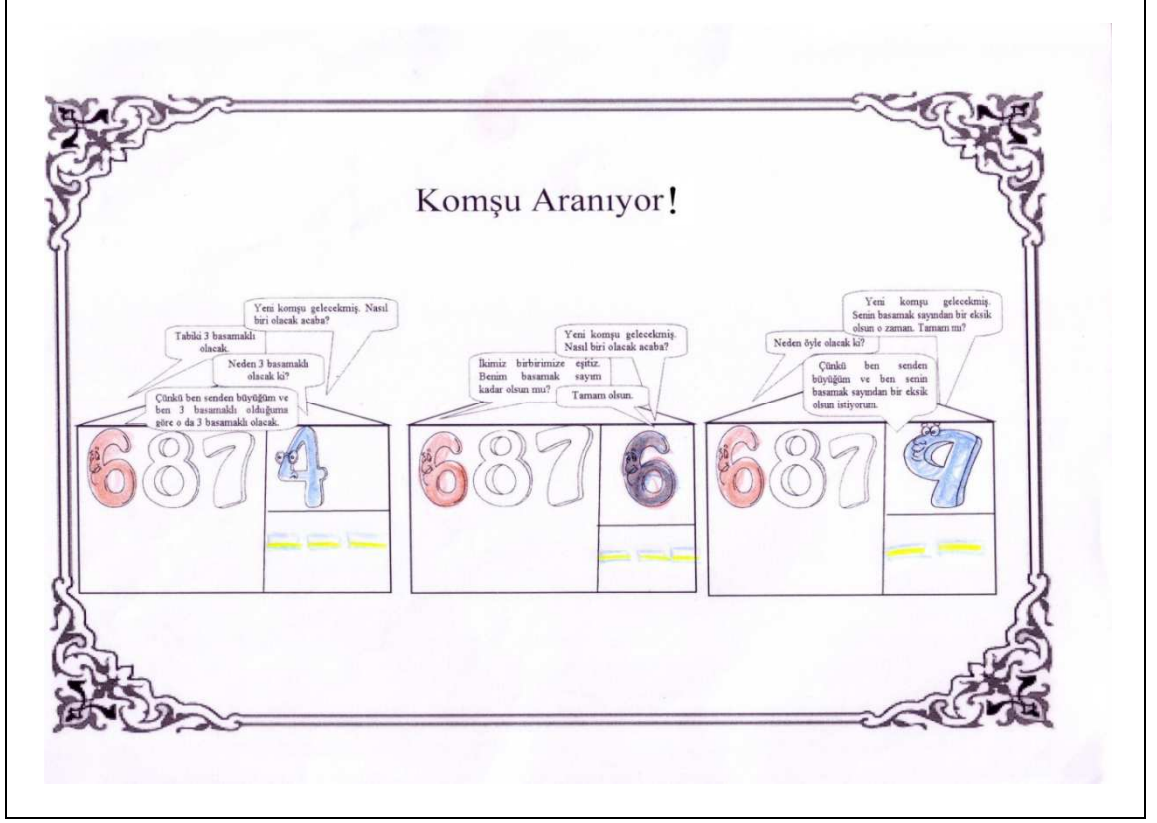 Komşu Aranıyor!
Yeni komşu gelecekmiş. Nasıl
biri olacak acaba?
Tabiki 3 basamaklı
olacak.
Neden 3 basamaklı
olacak ki?
Çünkü ben senden büyüğüm ve
ben 3 basamaklı olduğuma
göre o da 3 basamaklı olacak.
687 4
Yeni komşu gelecekmiş.
Nasıl biri olacak acaba?
İkimiz birbirimize eşitiz.
Benim basamak sayım
kadar olsun mu?
Tamam olsun.
687 6
Yeni komşu gelecekmiş.
Senin basamak sayından bir eksik
olsun o zaman. Tamam mı?
Neden öyle olacak ki?
Çünkü ben senden
büyüğüm ve ben senin
basamak sayından bir eksik
olsun istiyorum.
687 9